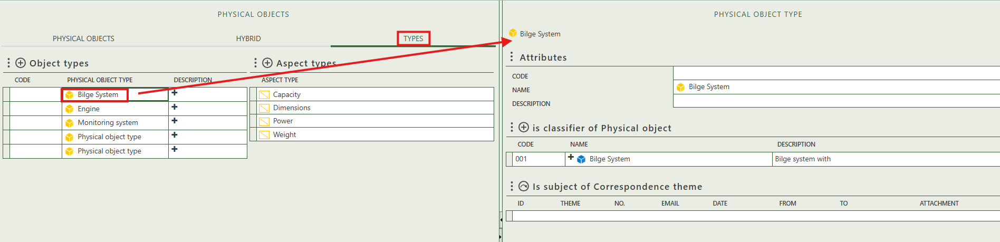 PHYSICAL OBJECTS
PHYSICAL OBJECTS HYBRID TYPES
Object types
CODE PHYSICAL OBJECT TYPE DESCRIPTION
Bilge System
Engine
Monitoring system
Physical object type
Physical object type
Aspect types
ASPECT TYPE
Capacity
Dimensions
Power
Weight
PHYSICAL OBJECT TYPE
Bilge System
Attributes
CODE
NAME Bilge System
DESCRIPTION
is classifier of Physical object
CODE NAME DESCRIPTION
001 Bilge System Bilge system with
Is subject of Correspondence theme
ID THEME NO. EMAIL DATE FROM TO ATTACHMENT